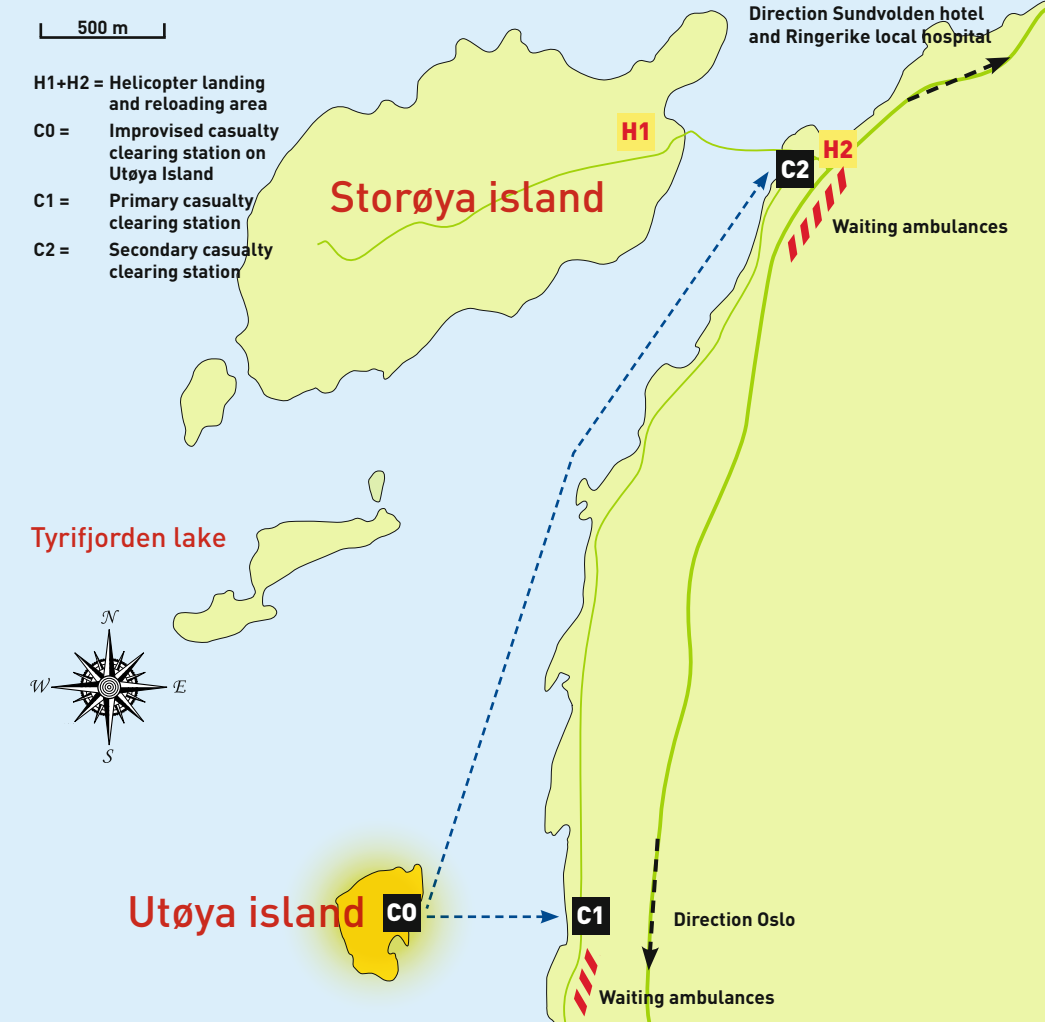 500 m
Direction Sundvolden hotel
and Ringerike local hospital
H1+H2 = Helicopter landing
and reloading area
C0 = Improvised casualty
clearing station on
Utøya Island
C1 = Primary casualty
clearing station
C2 = Secondary casualty
clearing station
H1
H2
C2
Storøya island
Waiting ambulances
Tyrifjorden lake
N
W
E
S
Utøya island
C0
C1
Direction Oslo
Waiting ambulances